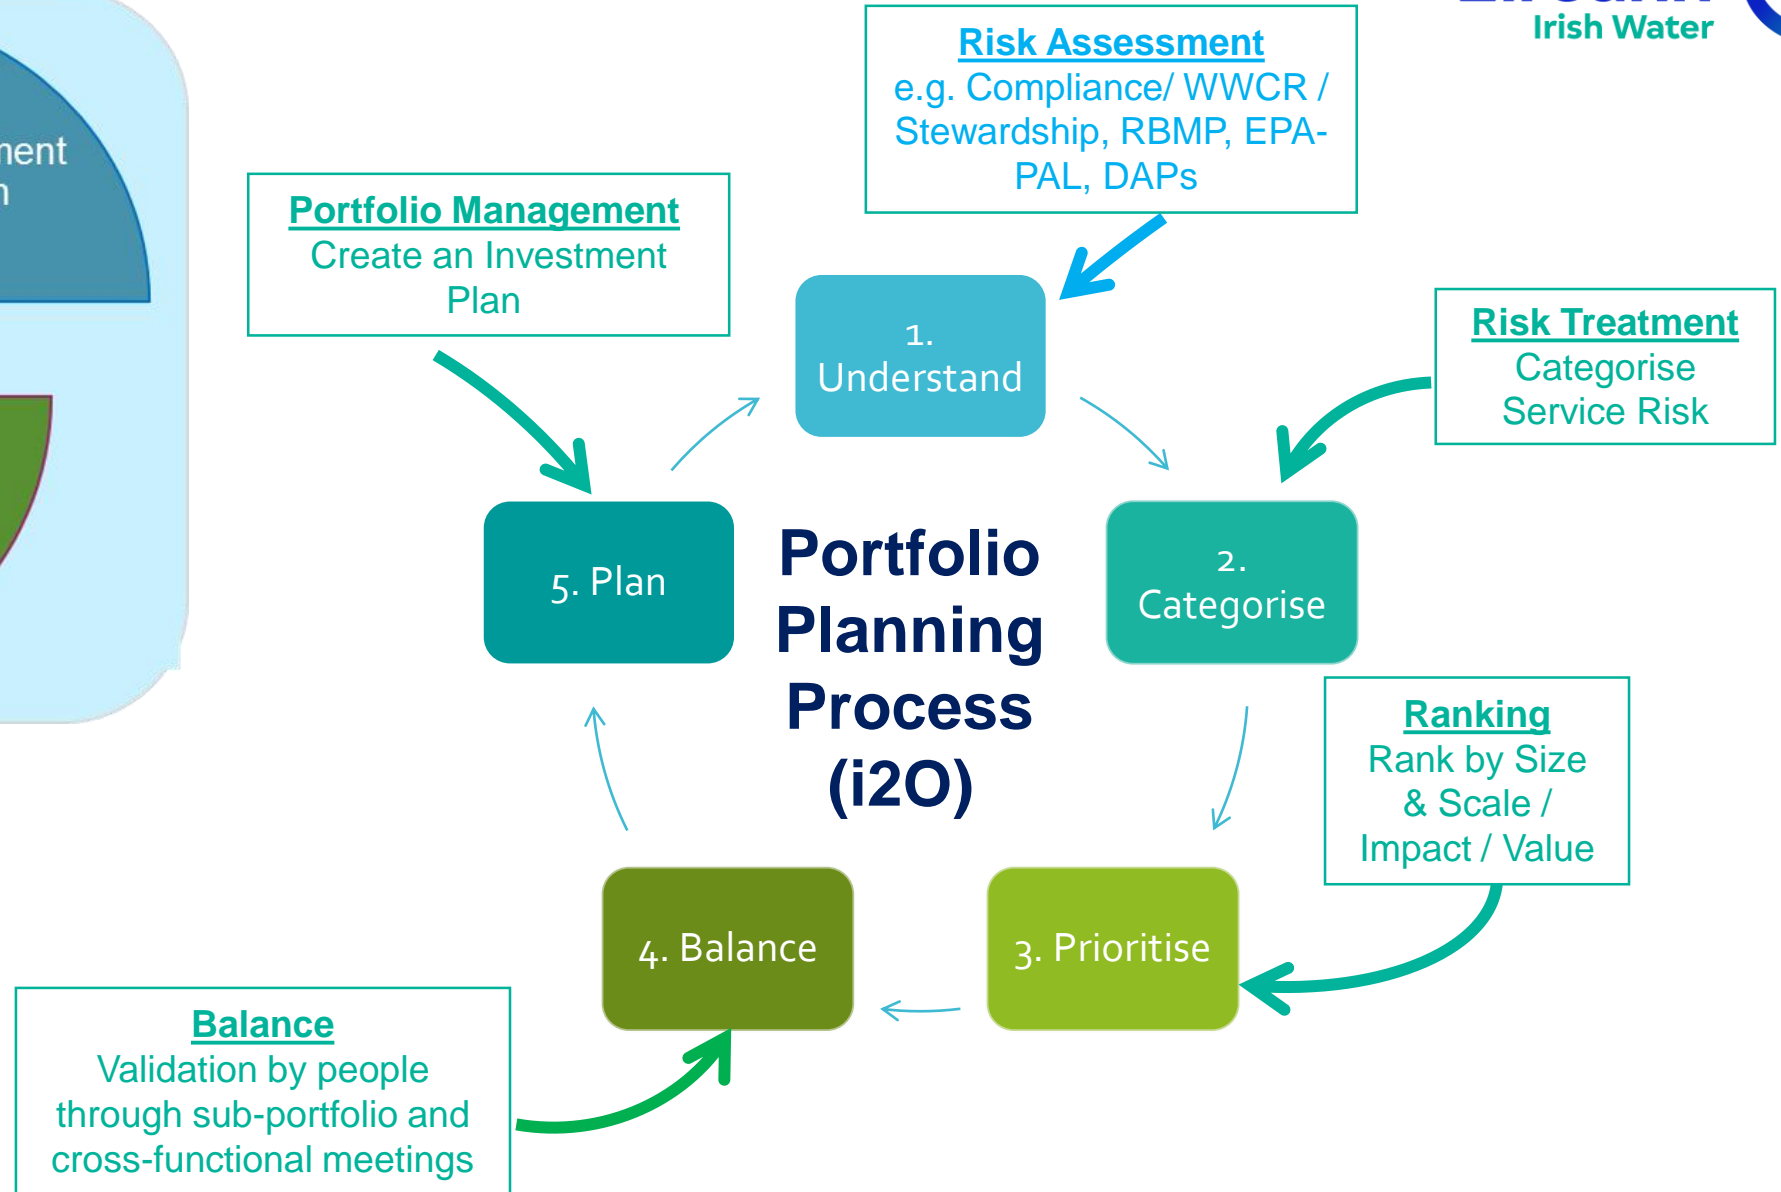 Irish Water
Risk Assessment
e.g. Compliance/ WWCR /
Stewardship, RBMP, EPA-
PAL, DAPs
Portfolio Management
Create an Investment
Plan
1.
Understand
Risk Treatment
Categorise
Service Risk
5. Plan
Portfolio
Planning
Process
(i2O)
2.
Categorise
Ranking
Rank by Size
& Scale /
Impact / Value
4. Balance
3. Prioritise
Balance
Validation by people
through sub-portfolio and
cross-functional meetings